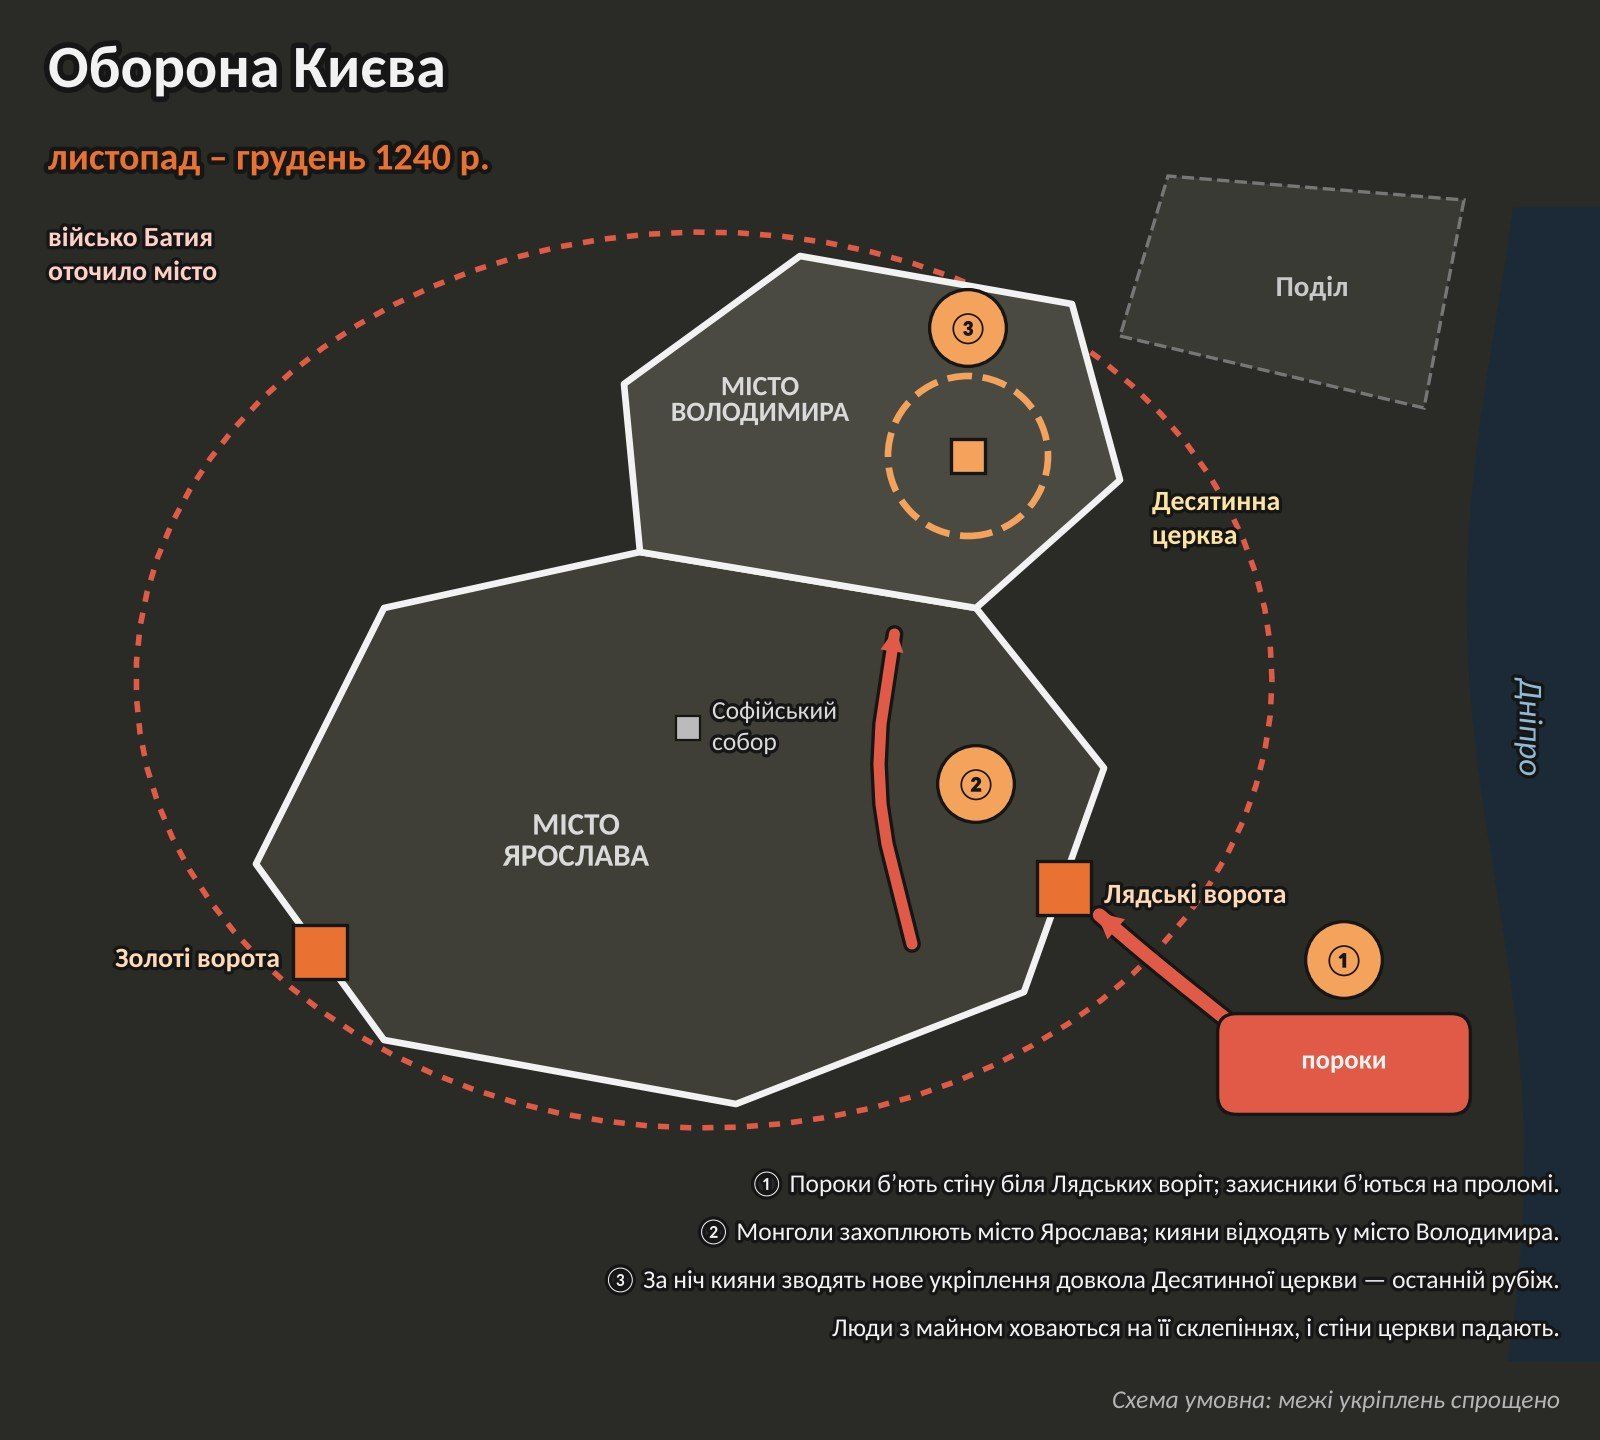 Оборона Києва
листопад – грудень 1240 р.
військо Батия
оточило місто
Поділ
③
МІСТО
ВОЛОДИМИРА
Десятинна
церква
Софійський
собор
Дніпро
②
МІСТО
ЯРОСЛАВА
Лядські ворота
Золоті ворота
①
пороки
① Пороки б’ють стіну біля Лядських воріт; захисники б’ються на проломі.
② Монголи захоплюють місто Ярослава; кияни відходять у місто Володимира.
③ За ніч кияни зводять нове укріплення довкола Десятинної церкви — останній рубіж.
Люди з майном ховаються на її склепіннях, і стіни церкви падають.
Схема умовна: межі укріплень спрощено